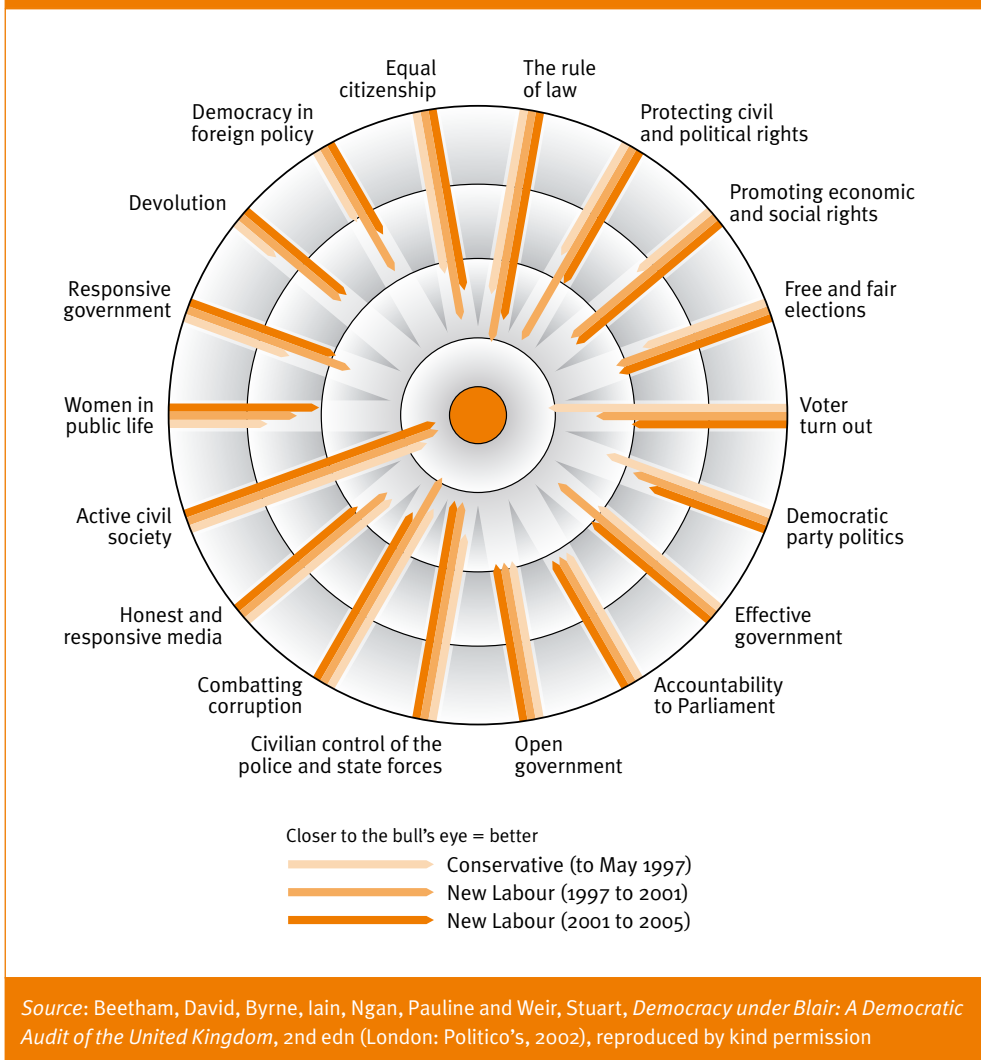 Equal
citizenship
The rule
of law
Democracy in
foreign policy
Protecting civil
and political rights
Devolution
Promoting economic
and social rights
Responsive
government
Free and fair
elections
Women in
public life
Voter
turn out
Active civil
society
Democratic
party politics
Honest and
responsive media
Effective
government
Combatting
corruption
Accountability
to Parliament
Civilian control of the
police and state forces
Open
government
Closer to the bull's eye = better
Conservative (to May 1997)
New Labour (1997 to 2001)
New Labour (2001 to 2005)
Source: Beetham, David, Byrne, Iain, Ngan, Pauline and Weir, Stuart, Democracy under Blair: A Democratic
Audit of the United Kingdom, 2nd edn (London: Politico's, 2002), reproduced by kind permission